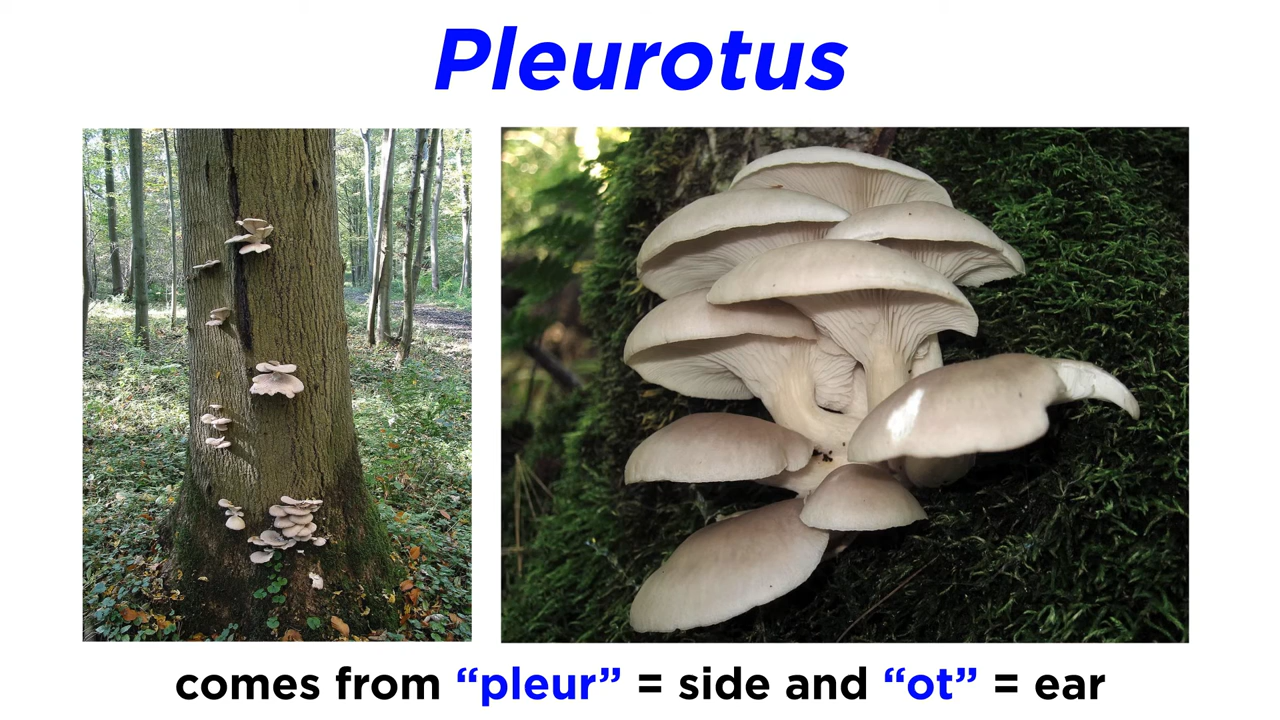 Pleurotus
comes from “pleur” = side and “ot” = ear